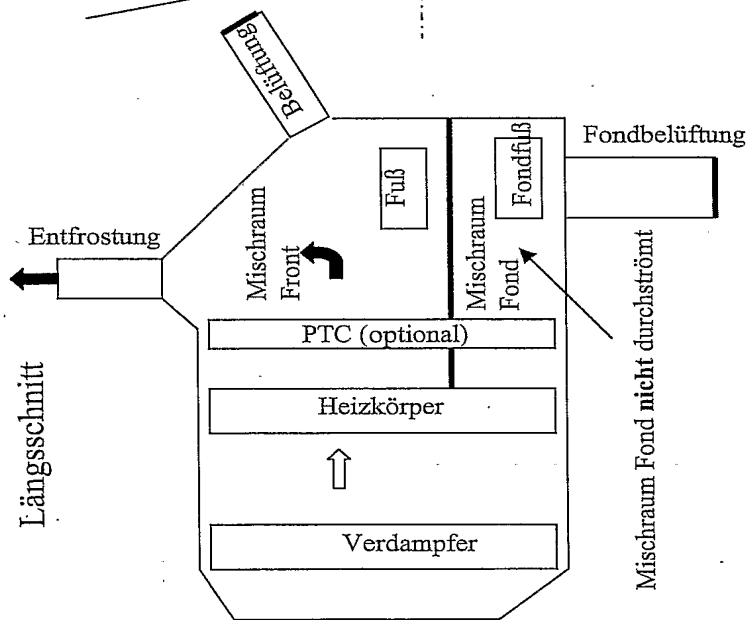 Belüftung
Fondbelüftung
Fuß
Fondfuß
Entfrostung
Mischraum
Front
Mischraum
Fond
PTC (optional)
Längsschnitt
Heizkörper
Verdampfer
Mischraum Fond nicht durchströmt